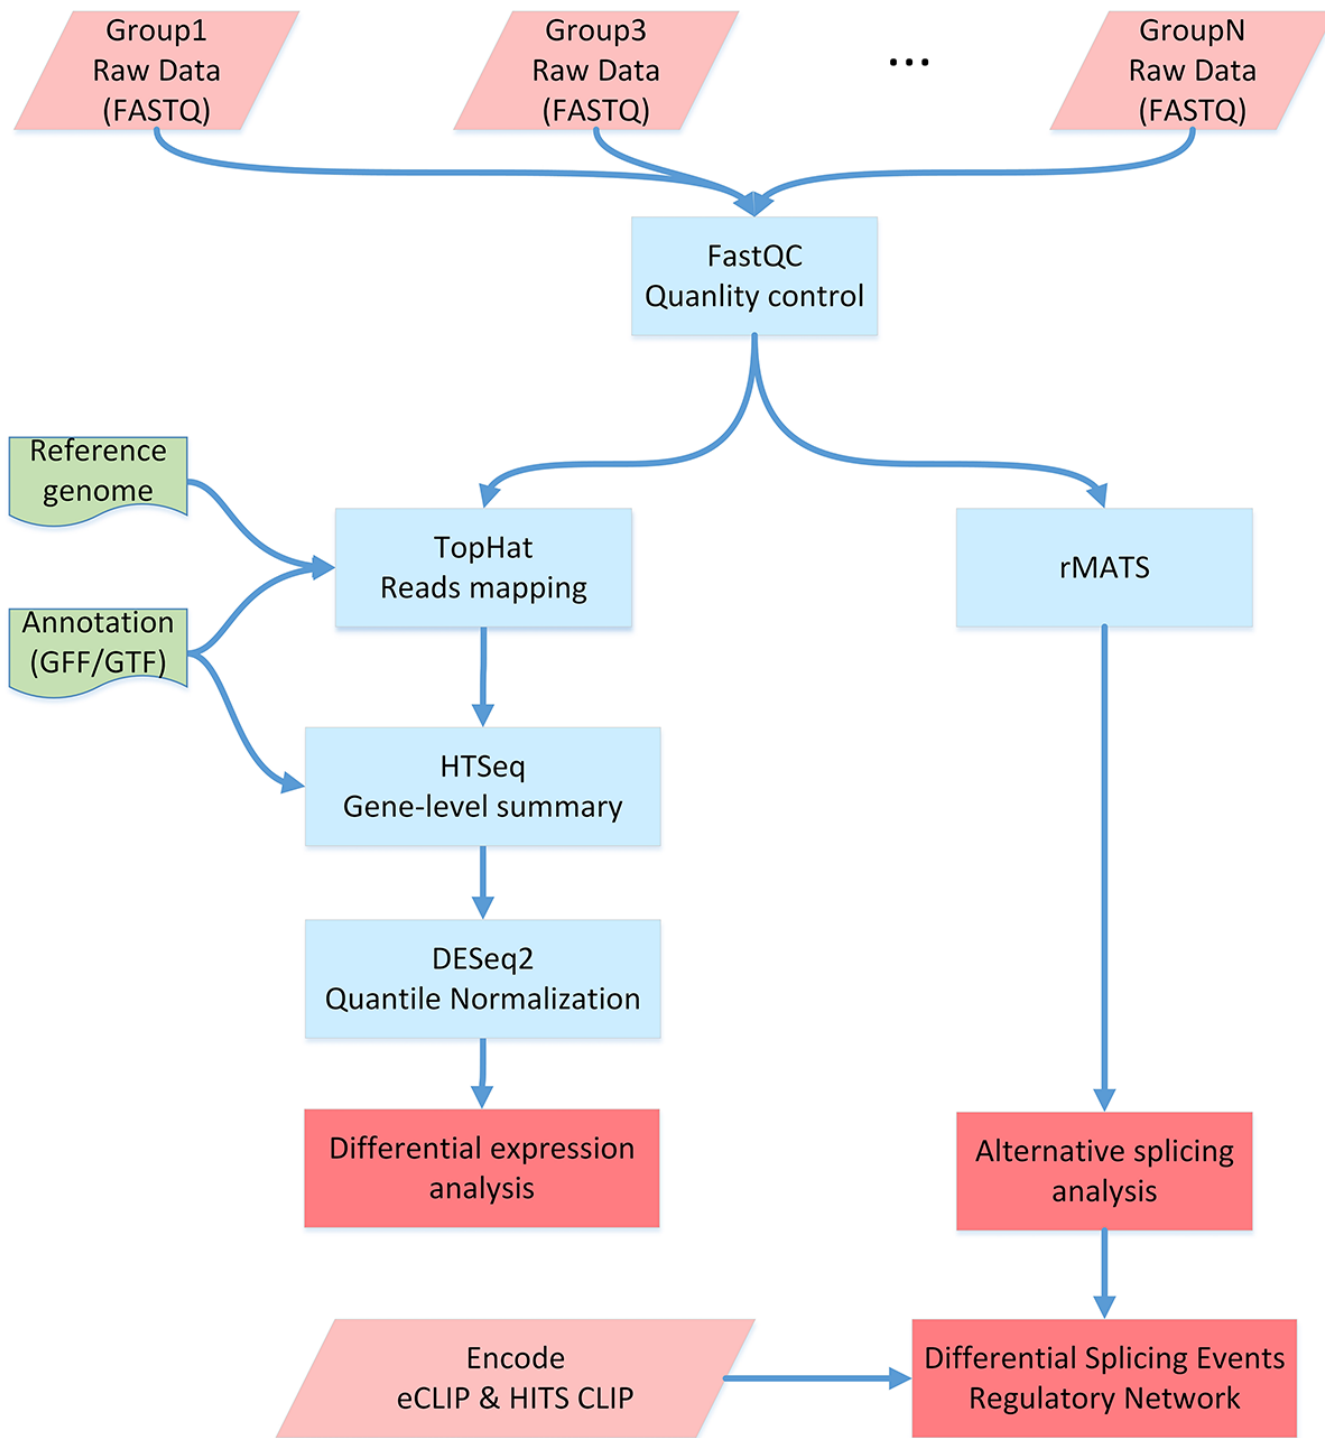 Group1
Raw Data
(FASTQ)
Group3
Raw Data
(FASTQ)
...
GroupN
Raw Data
(FASTQ)
FastQC
Quanlity control
Reference
genome
Annotation
(GFF/GTF)
TopHat
Reads mapping
rMATS
HTSeq
Gene-level summary
DESeq2
Quantile Normalization
Differential expression
analysis
Alternative splicing
analysis
Encode
eCLIP & HITS CLIP
Differential Splicing Events
Regulatory Network